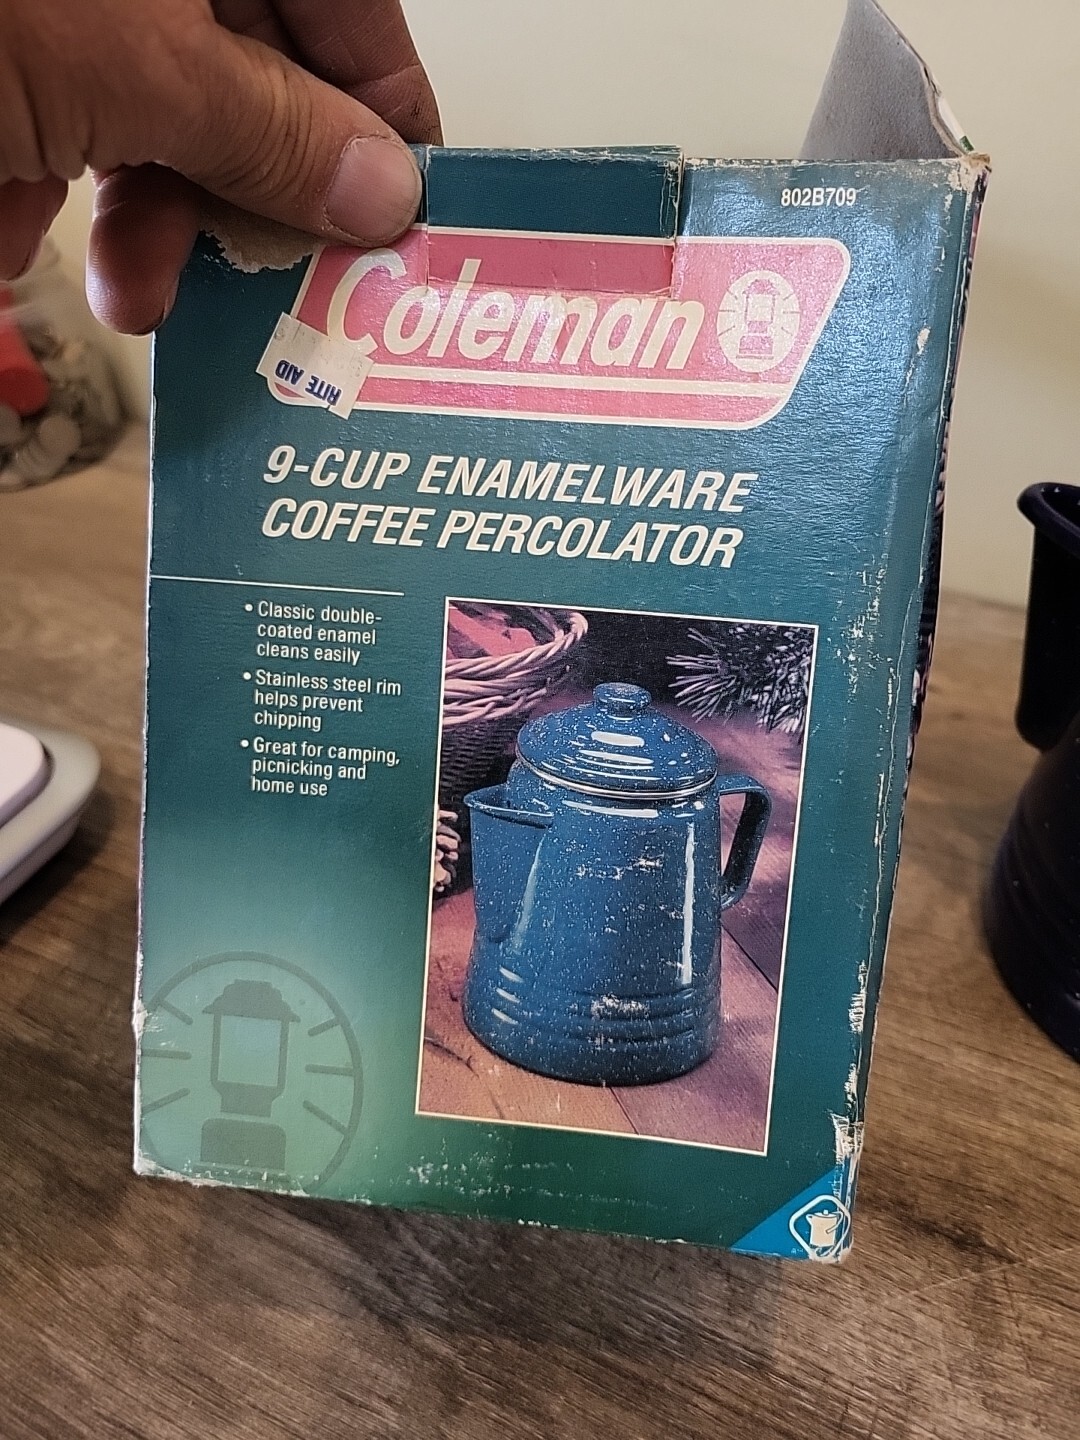 802B709
Coleman
RITE AID
9-CUP ENAMELWARE
COFFEE PERCOLATOR
• Classic double-
coated enamel
cleans easily
• Stainless steel rim
helps prevent
chipping
• Great for camping,
picnicking and
home use